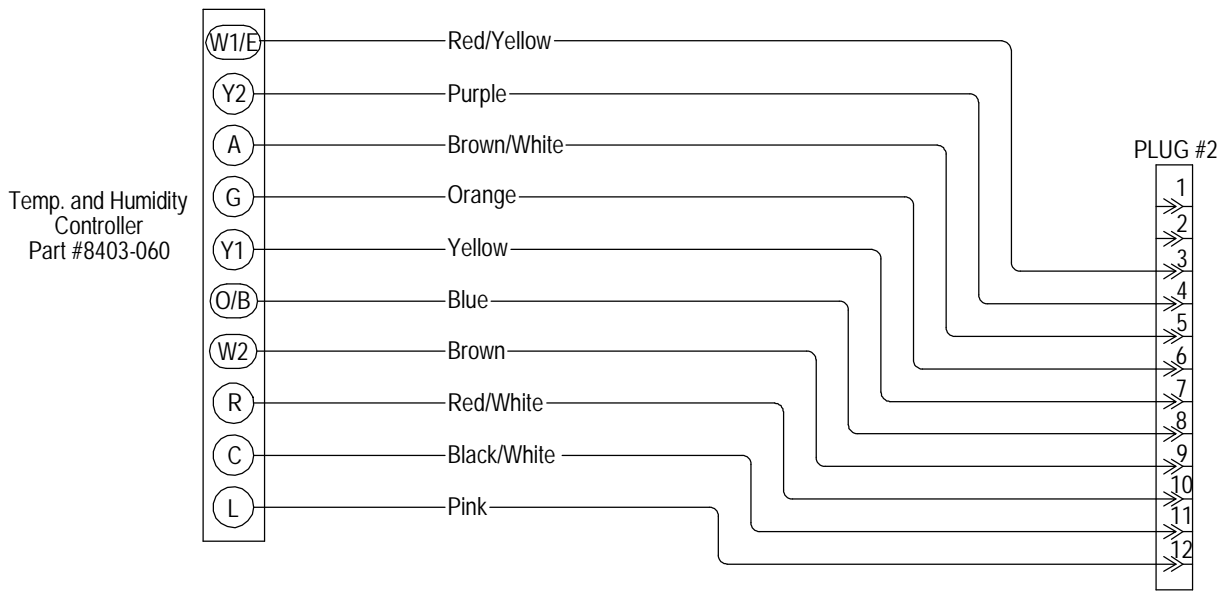 W1/E Red/Yellow
Y2 Purple
A Brown/White
PLUG #2
G Orange
Temp. and Humidity
Controller
Part #8403-060
Y1 Yellow
O/B Blue
W2 Brown
R Red/White
C Black/White
L Pink
1
2
3
4
5
6
7
8
9
10
11
12